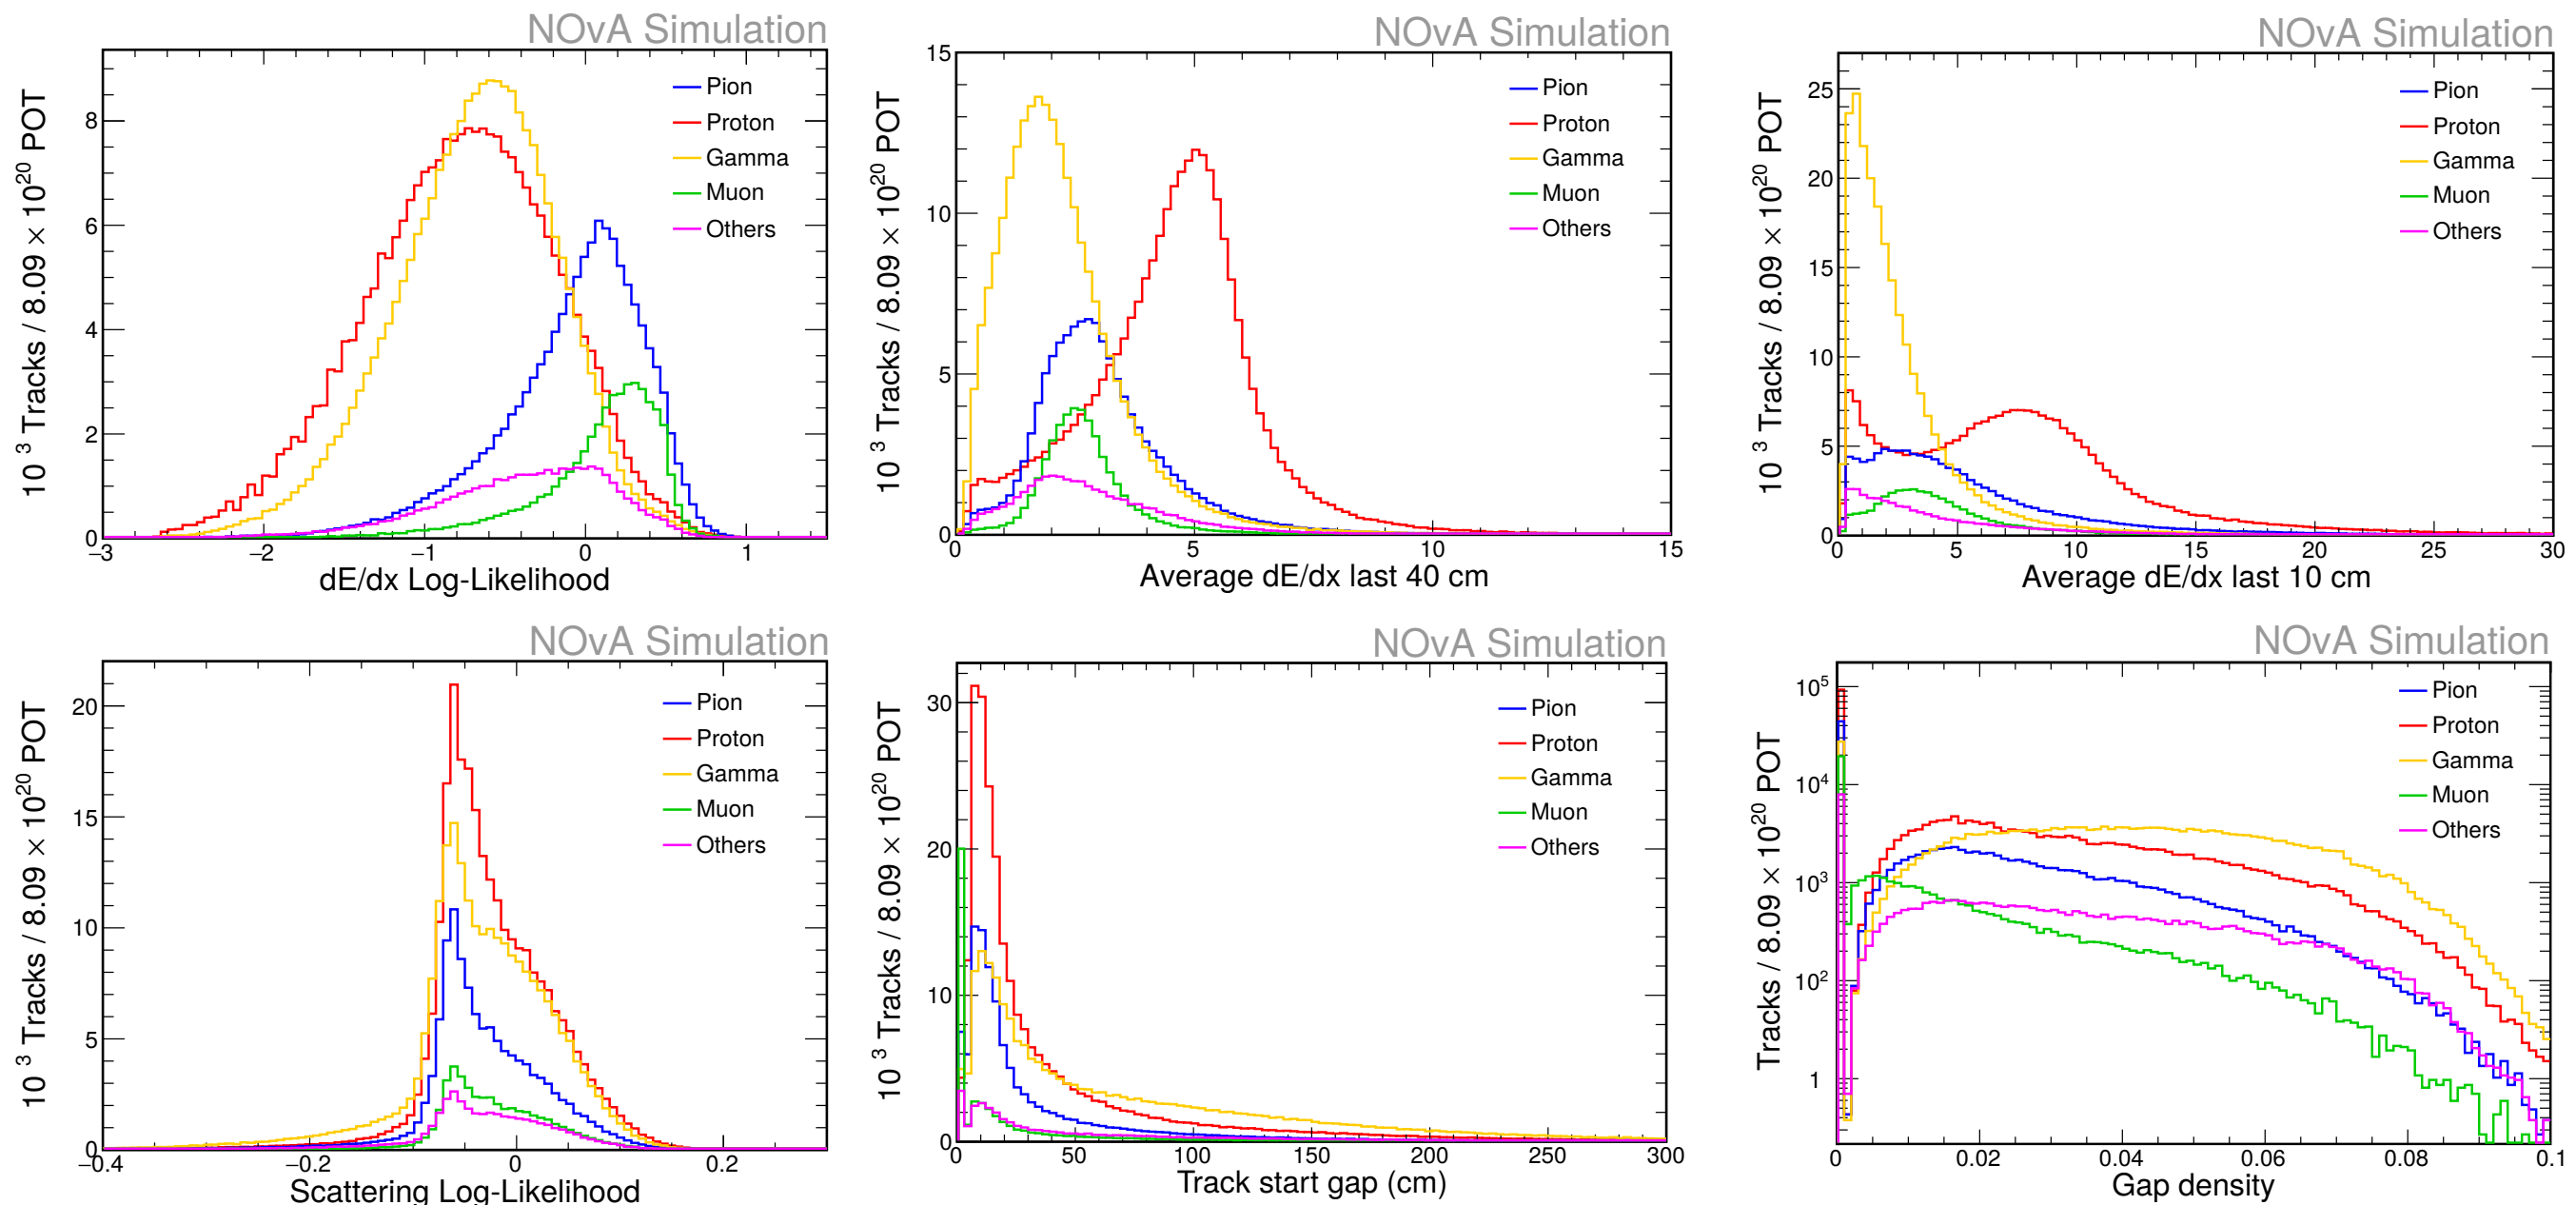 NOvA Simulation
10 ³ Tracks / 8.09 × 10²⁰ POT
8
6
4
2
0
Pion
Proton
Gamma
Muon
Others
−3 −2 −1 0 1
dE/dx Log-Likelihood
NOvA Simulation
10 ³ Tracks / 8.09 × 10²⁰ POT
15
10
5
0
Pion
Proton
Gamma
Muon
Others
0 5 10 15
Average dE/dx last 40 cm
NOvA Simulation
10 ³ Tracks / 8.09 × 10²⁰ POT
25
20
15
10
5
0
Pion
Proton
Gamma
Muon
Others
0 5 10 15 20 25 30
Average dE/dx last 10 cm
NOvA Simulation
10 ³ Tracks / 8.09 × 10²⁰ POT
20
15
10
5
0
Pion
Proton
Gamma
Muon
Others
−0.4 −0.2 0 0.2
Scattering Log-Likelihood
NOvA Simulation
10 ³ Tracks / 8.09 × 10²⁰ POT
30
20
10
0
Pion
Proton
Gamma
Muon
Others
0 50 100 150 200 250 300
Track start gap (cm)
NOvA Simulation
Tracks / 8.09 × 10²⁰ POT
10⁵
10⁴
10³
10²
1
Pion
Proton
Gamma
Muon
Others
0 0.02 0.04 0.06 0.08 0.1
Gap density